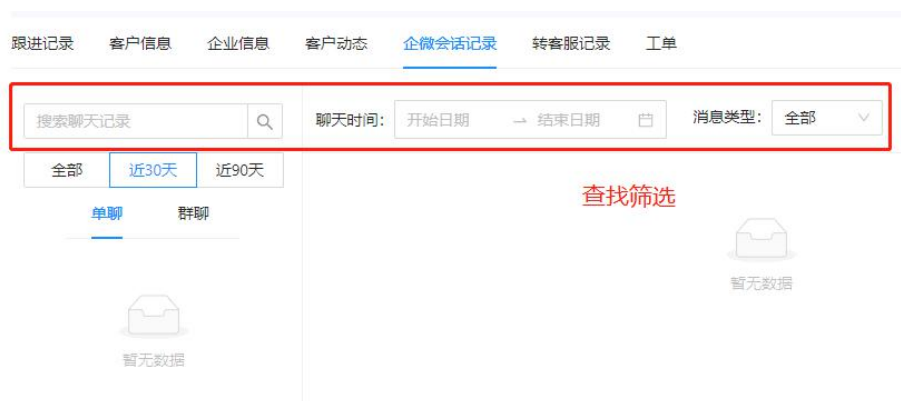 跟进记录 客户信息 企业信息 客户动态 企微会话记录 转客服记录 工单
搜索聊天记录 聊天时间: 开始日期 → 结束日期 消息类型: 全部
全部 近30天 近90天
查找筛选
单聊 群聊
暂无数据
暂无数据